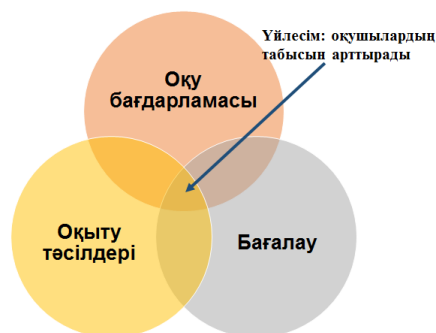 Үйлесім: оқушылардың
табысын арттырады
Оқу
бағдарламасы
Оқыту
тәсілдері
Бағалау